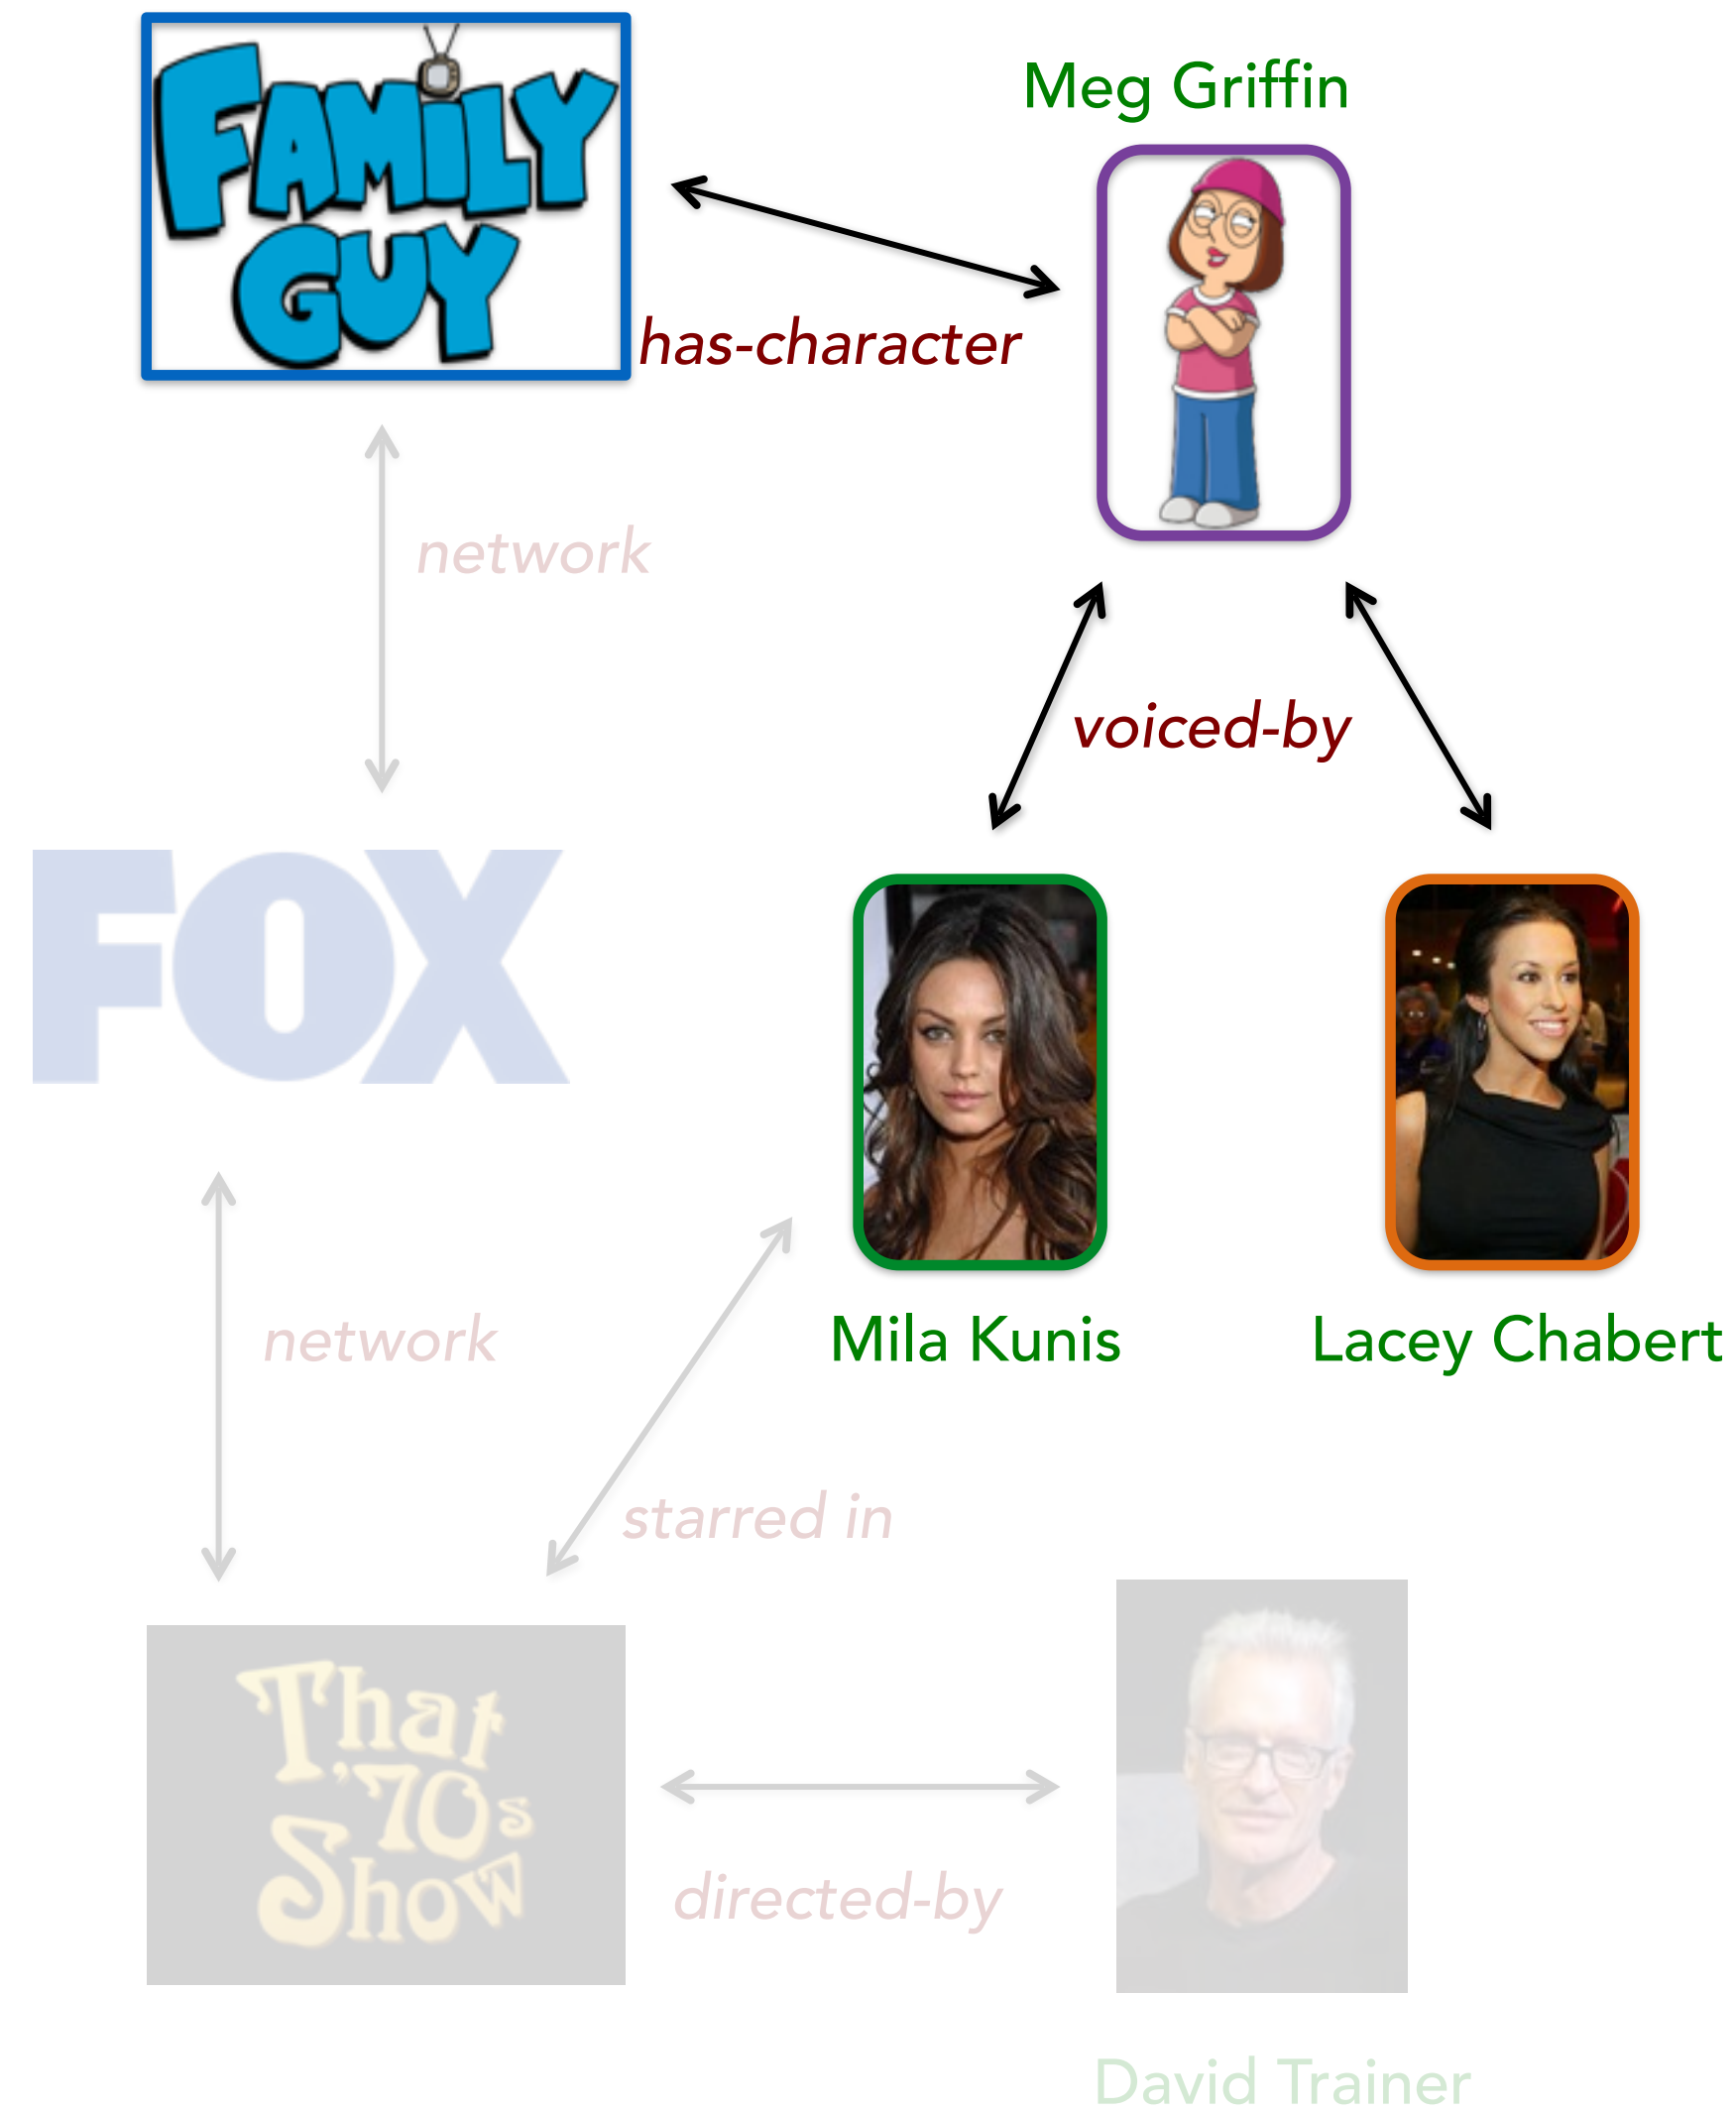 FAMILY
GUY
Meg Griffin
has-character
network
voiced-by
FOX
Mila Kunis
Lacey Chabert
network
starred in
That
'70s
Show
directed-by
David Trainer